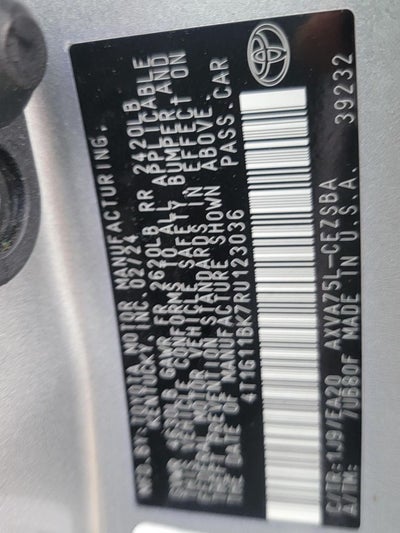 MFD. BY: TOYOTA MOTOR MANUFACTURING,
KENTUCKY, INC. 02/24
GVWR 4630LB GAWR FR 2620LB RR 2420LB
THIS VEHICLE CONFORMS TO ALL APPLICABLE
FEDERAL MOTOR VEHICLE SAFETY, BUMPER AND
THEFT PREVENTION STANDARDS IN EFFECT ON
THE DATE OF MANUFACTURE SHOWN ABOVE.
4T1G11BK7RU123036 PASS.CAR
C/TR: 1J9/EA20 AXVA75L-CEZSBA
A/TM: 7U680F MADE IN U.S.A. 39232